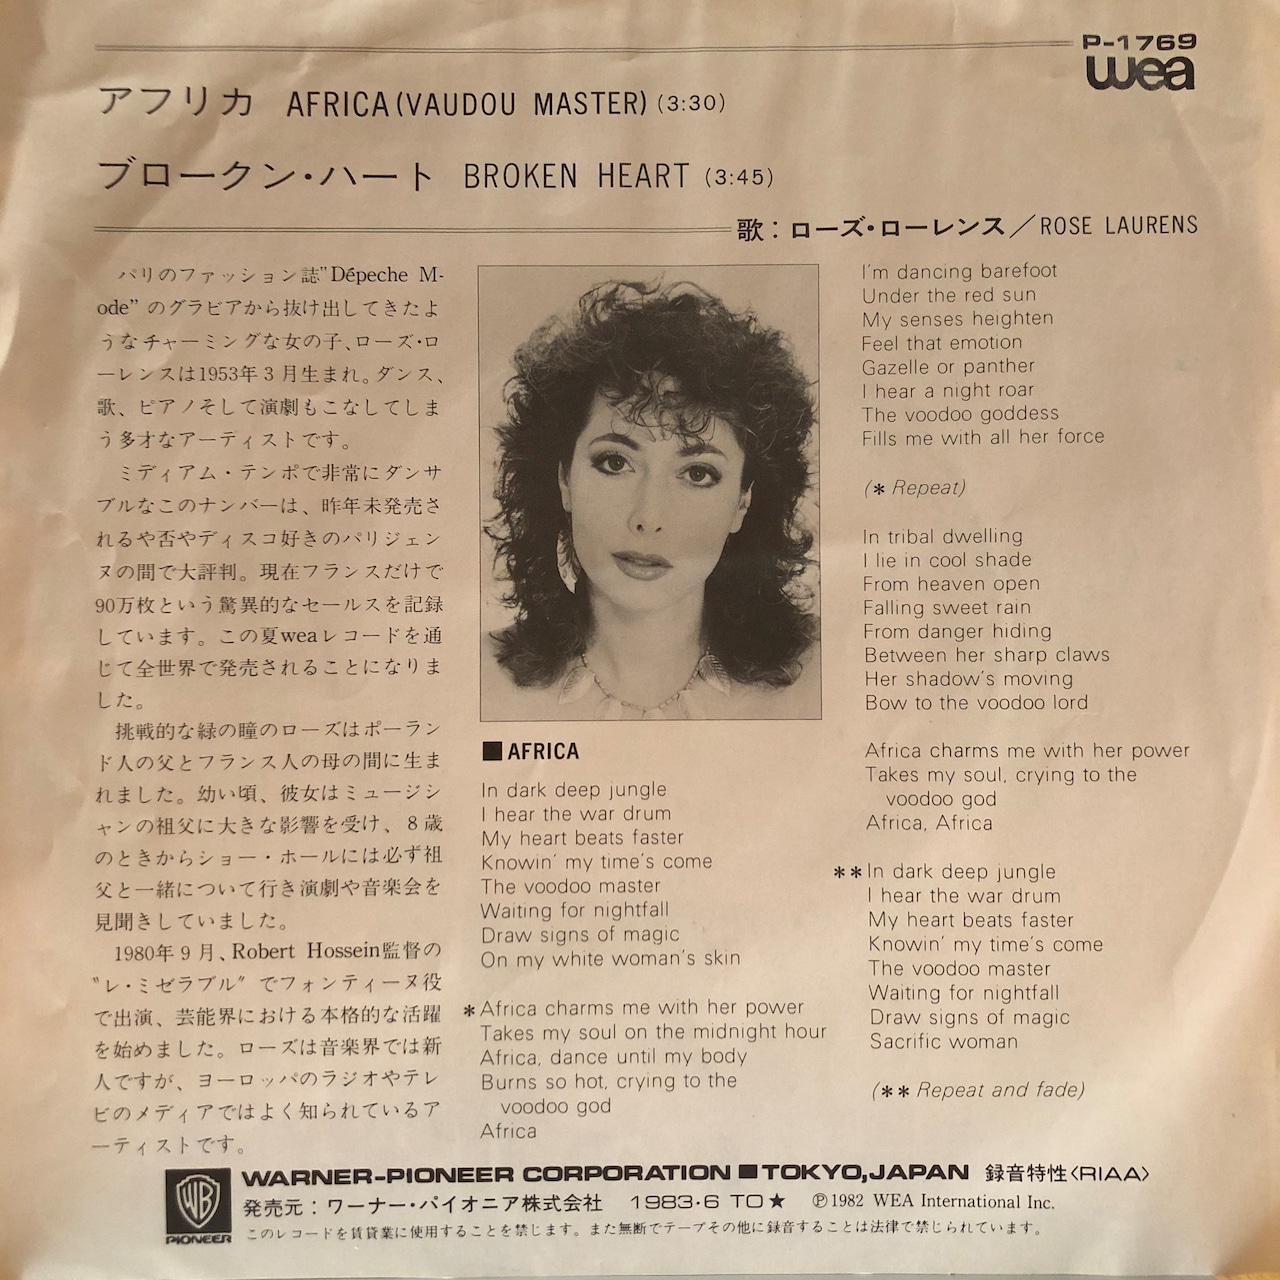 P-1769
wea
アフリカ AFRICA(VAUDOU MASTER) (3:30)
ブロークン・ハート BROKEN HEART (3:45)
歌：ローズ・ローレンス／ROSE LAURENS
パリのファッション誌"Dépeche M-
ode" のグラビアから抜け出してきたよ
うなチャーミングな女の子、ローズ・ロ
ーレンスは1953年3月生まれ。ダンス、
歌、ピアノそして演劇もこなしてしま
う多才なアーティストです。
ミディアム・テンポで非常にダンサ
ブルなこのナンバーは、昨年末発売さ
れるや否やディスコ好きのパリジェン
ヌの間で大評判。現在フランスだけで
90万枚という驚異的なセールスを記録
しています。この夏weaレコードを通
じて全世界で発売されることになりま
した。
挑戦的な緑の瞳のローズはポーラン
ド人の父とフランス人の母の間に生ま
れました。幼い頃、彼女はミュージシ
ャンの祖父に大きな影響を受け、8歳
のときからショー・ホールには必ず祖
父と一緒について行き演劇や音楽会を
見聞きしていました。
1980年9月、Robert Hossein監督の
"レ・ミゼラブル" でフォンティーヌ役
で出演、芸能界における本格的な活躍
を始めました。ローズは音楽界では新
人ですが、ヨーロッパのラジオやテレ
ビのメディアではよく知られているア
ーティストです。
■AFRICA
In dark deep jungle
I hear the war drum
My heart beats faster
Knowin' my time's come
The voodoo master
Waiting for nightfall
Draw signs of magic
On my white woman's skin
*Africa charms me with her power
Takes my soul on the midnight hour
Africa, dance until my body
Burns so hot, crying to the
voodoo god
Africa
I'm dancing barefoot
Under the red sun
My senses heighten
Feel that emotion
Gazelle or panther
I hear a night roar
The voodoo goddess
Fills me with all her force
(* Repeat)
In tribal dwelling
I lie in cool shade
From heaven open
Falling sweet rain
From danger hiding
Between her sharp claws
Her shadow's moving
Bow to the voodoo lord
Africa charms me with her power
Takes my soul, crying to the
voodoo god
Africa, Africa
**In dark deep jungle
I hear the war drum
My heart beats faster
Knowin' my time's come
The voodoo master
Waiting for nightfall
Draw signs of magic
Sacrific woman
(** Repeat and fade)
WB
PIONEER
WARNER-PIONEER CORPORATION ■TOKYO,JAPAN 録音特性〈RIAA〉
発売元：ワーナー・パイオニア株式会社 1983・6 TO★ ℗1982 WEA International Inc.
このレコードを賃貸業に使用することを禁じます。また無断でテープその他に録音することは法律で禁じられています。